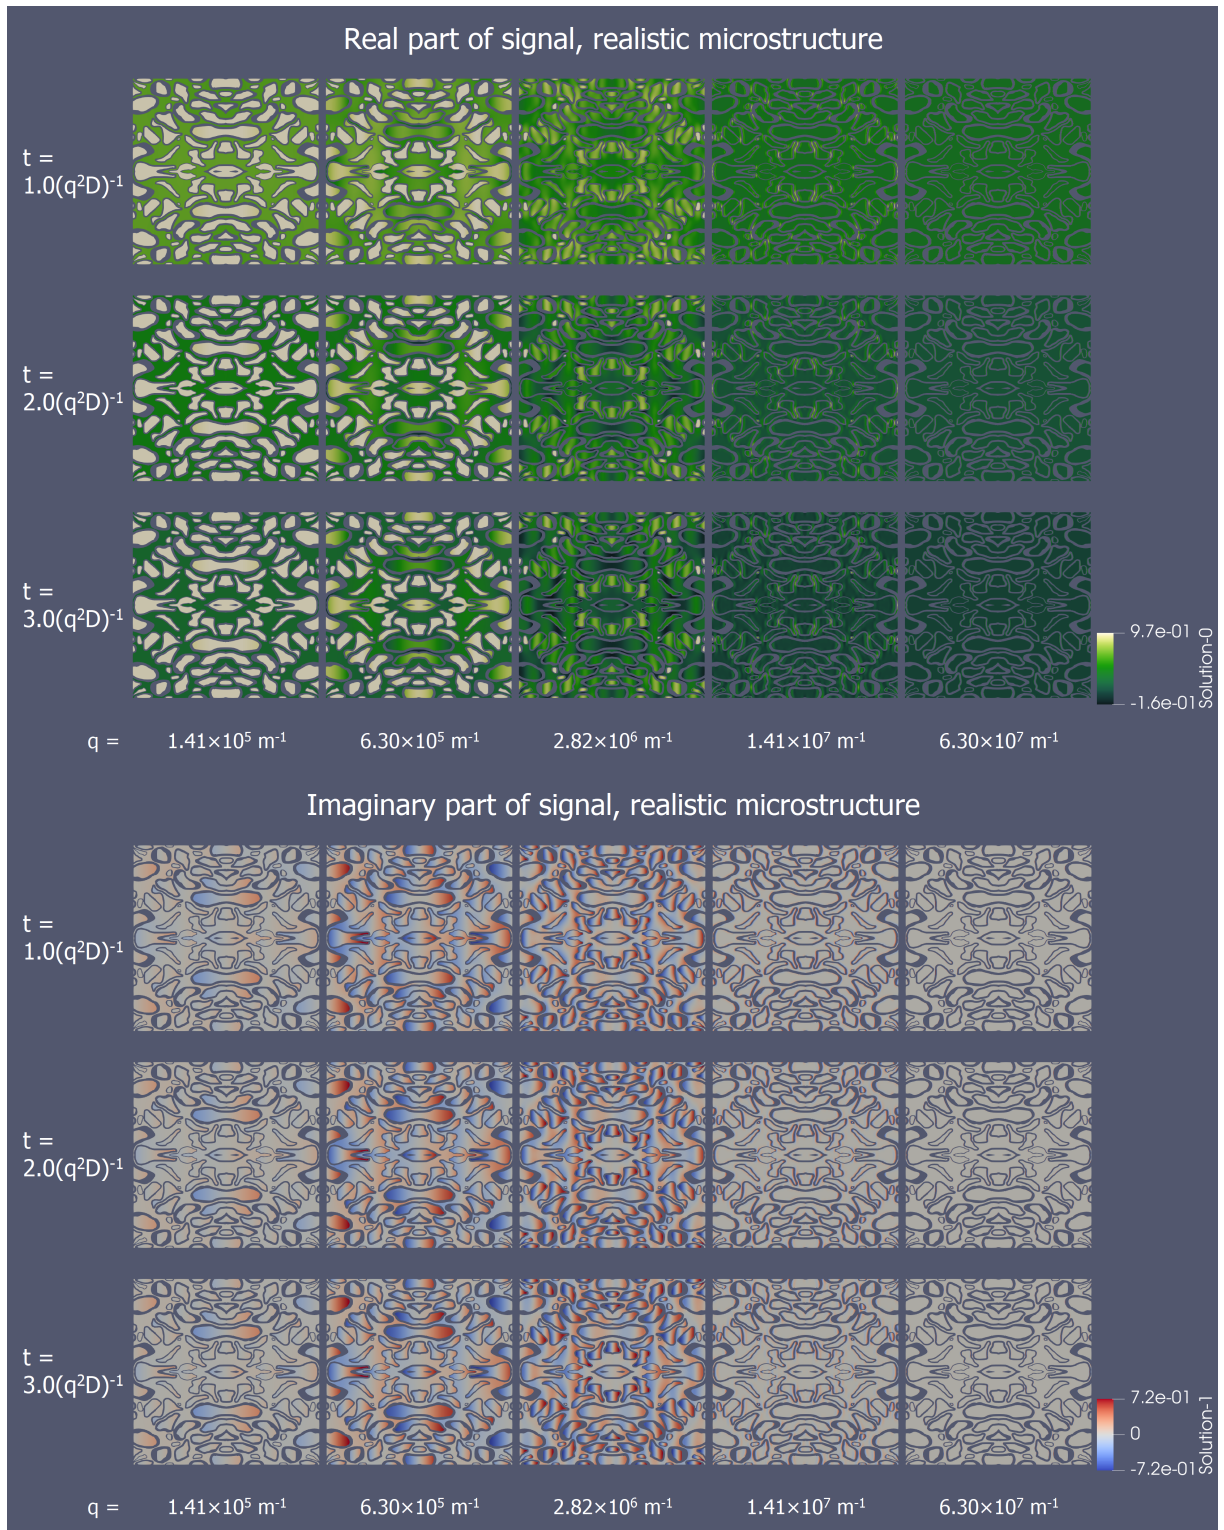 Real part of signal, realistic microstructure
t =
1.0(q²D)⁻¹
t =
2.0(q²D)⁻¹
t =
3.0(q²D)⁻¹
9.7e-01
-1.6e-01
Solution-0
q = 1.41×10⁵ m⁻¹ 6.30×10⁵ m⁻¹ 2.82×10⁶ m⁻¹ 1.41×10⁷ m⁻¹ 6.30×10⁷ m⁻¹
Imaginary part of signal, realistic microstructure
t =
1.0(q²D)⁻¹
t =
2.0(q²D)⁻¹
t =
3.0(q²D)⁻¹
7.2e-01
0
-7.2e-01
Solution-1
q = 1.41×10⁵ m⁻¹ 6.30×10⁵ m⁻¹ 2.82×10⁶ m⁻¹ 1.41×10⁷ m⁻¹ 6.30×10⁷ m⁻¹